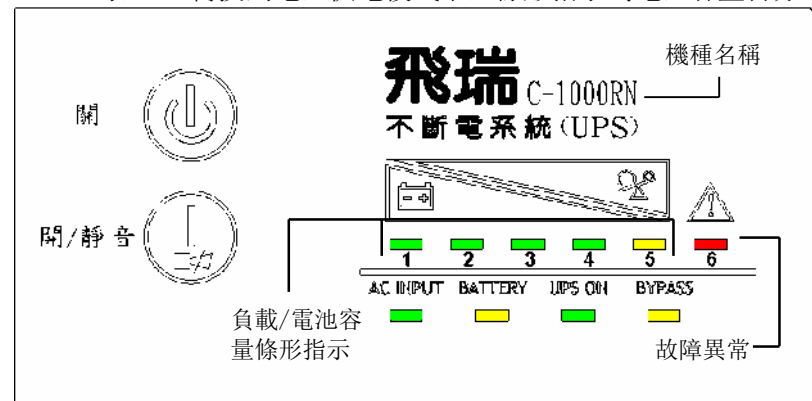 飛瑞 C-1000RN
機種名稱
不斷電系統(UPS)
關
開/靜音
1 2 3 4 5 6
AC INPUT BATTERY UPS ON BYPASS
負載/電池容
量條形指示
故障異常